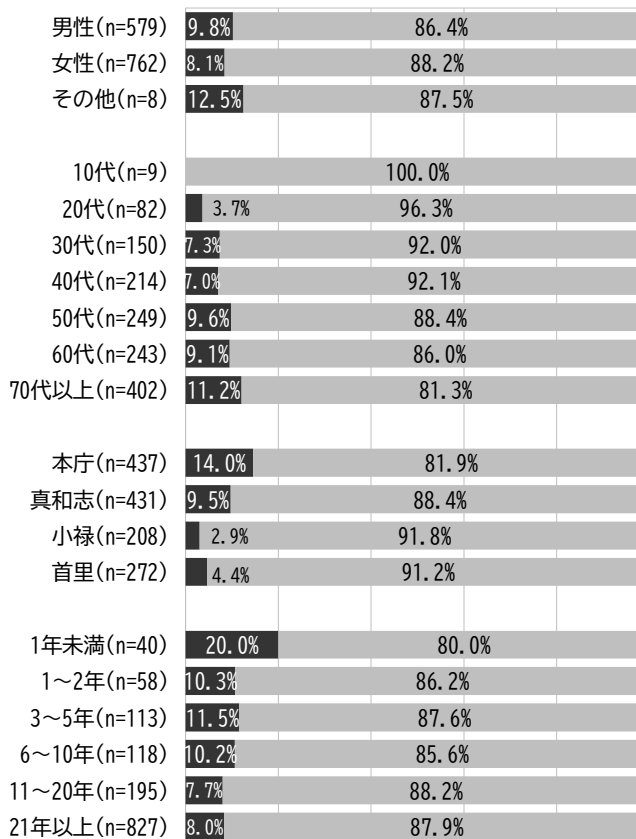 男性(n=579) 9.8% 86.4%
女性(n=762) 8.1% 88.2%
その他(n=8) 12.5% 87.5%
10代(n=9) 100.0%
20代(n=82) 3.7% 96.3%
30代(n=150) 7.3% 92.0%
40代(n=214) 7.0% 92.1%
50代(n=249) 9.6% 88.4%
60代(n=243) 9.1% 86.0%
70代以上(n=402) 11.2% 81.3%
本庁(n=437) 14.0% 81.9%
真和志(n=431) 9.5% 88.4%
小禄(n=208) 2.9% 91.8%
首里(n=272) 4.4% 91.2%
1年未満(n=40) 20.0% 80.0%
1～2年(n=58) 10.3% 86.2%
3～5年(n=113) 11.5% 87.6%
6～10年(n=118) 10.2% 85.6%
11～20年(n=195) 7.7% 88.2%
21年以上(n=827) 8.0% 87.9%